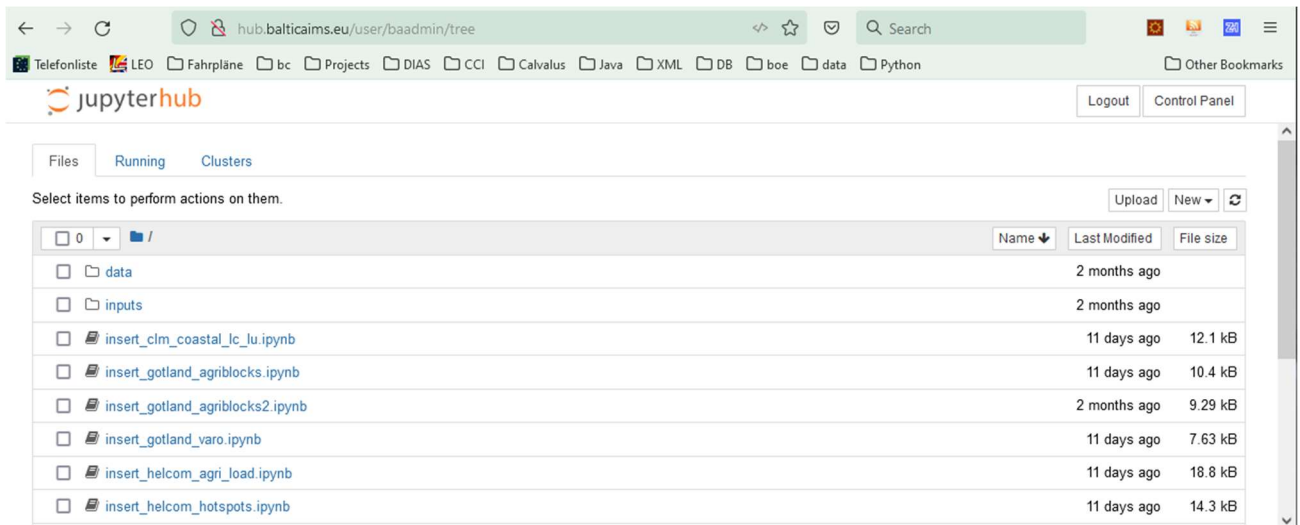 hub.balticaims.eu/user/baadmin/tree Search
Telefonliste LEO Fahrpläne bc Projects DIAS CCI Calvalus Java XML DB boe data Python Other Bookmarks
jupyterhub Logout Control Panel
Files Running Clusters
Select items to perform actions on them. Upload New
0 / Name Last Modified File size
data 2 months ago
inputs 2 months ago
insert_clm_coastal_lc_lu.ipynb 11 days ago 12.1 kB
insert_gotland_agriblocks.ipynb 11 days ago 10.4 kB
insert_gotland_agriblocks2.ipynb 2 months ago 9.29 kB
insert_gotland_varo.ipynb 11 days ago 7.63 kB
insert_helcom_agri_load.ipynb 11 days ago 18.8 kB
insert_helcom_hotspots.ipynb 11 days ago 14.3 kB